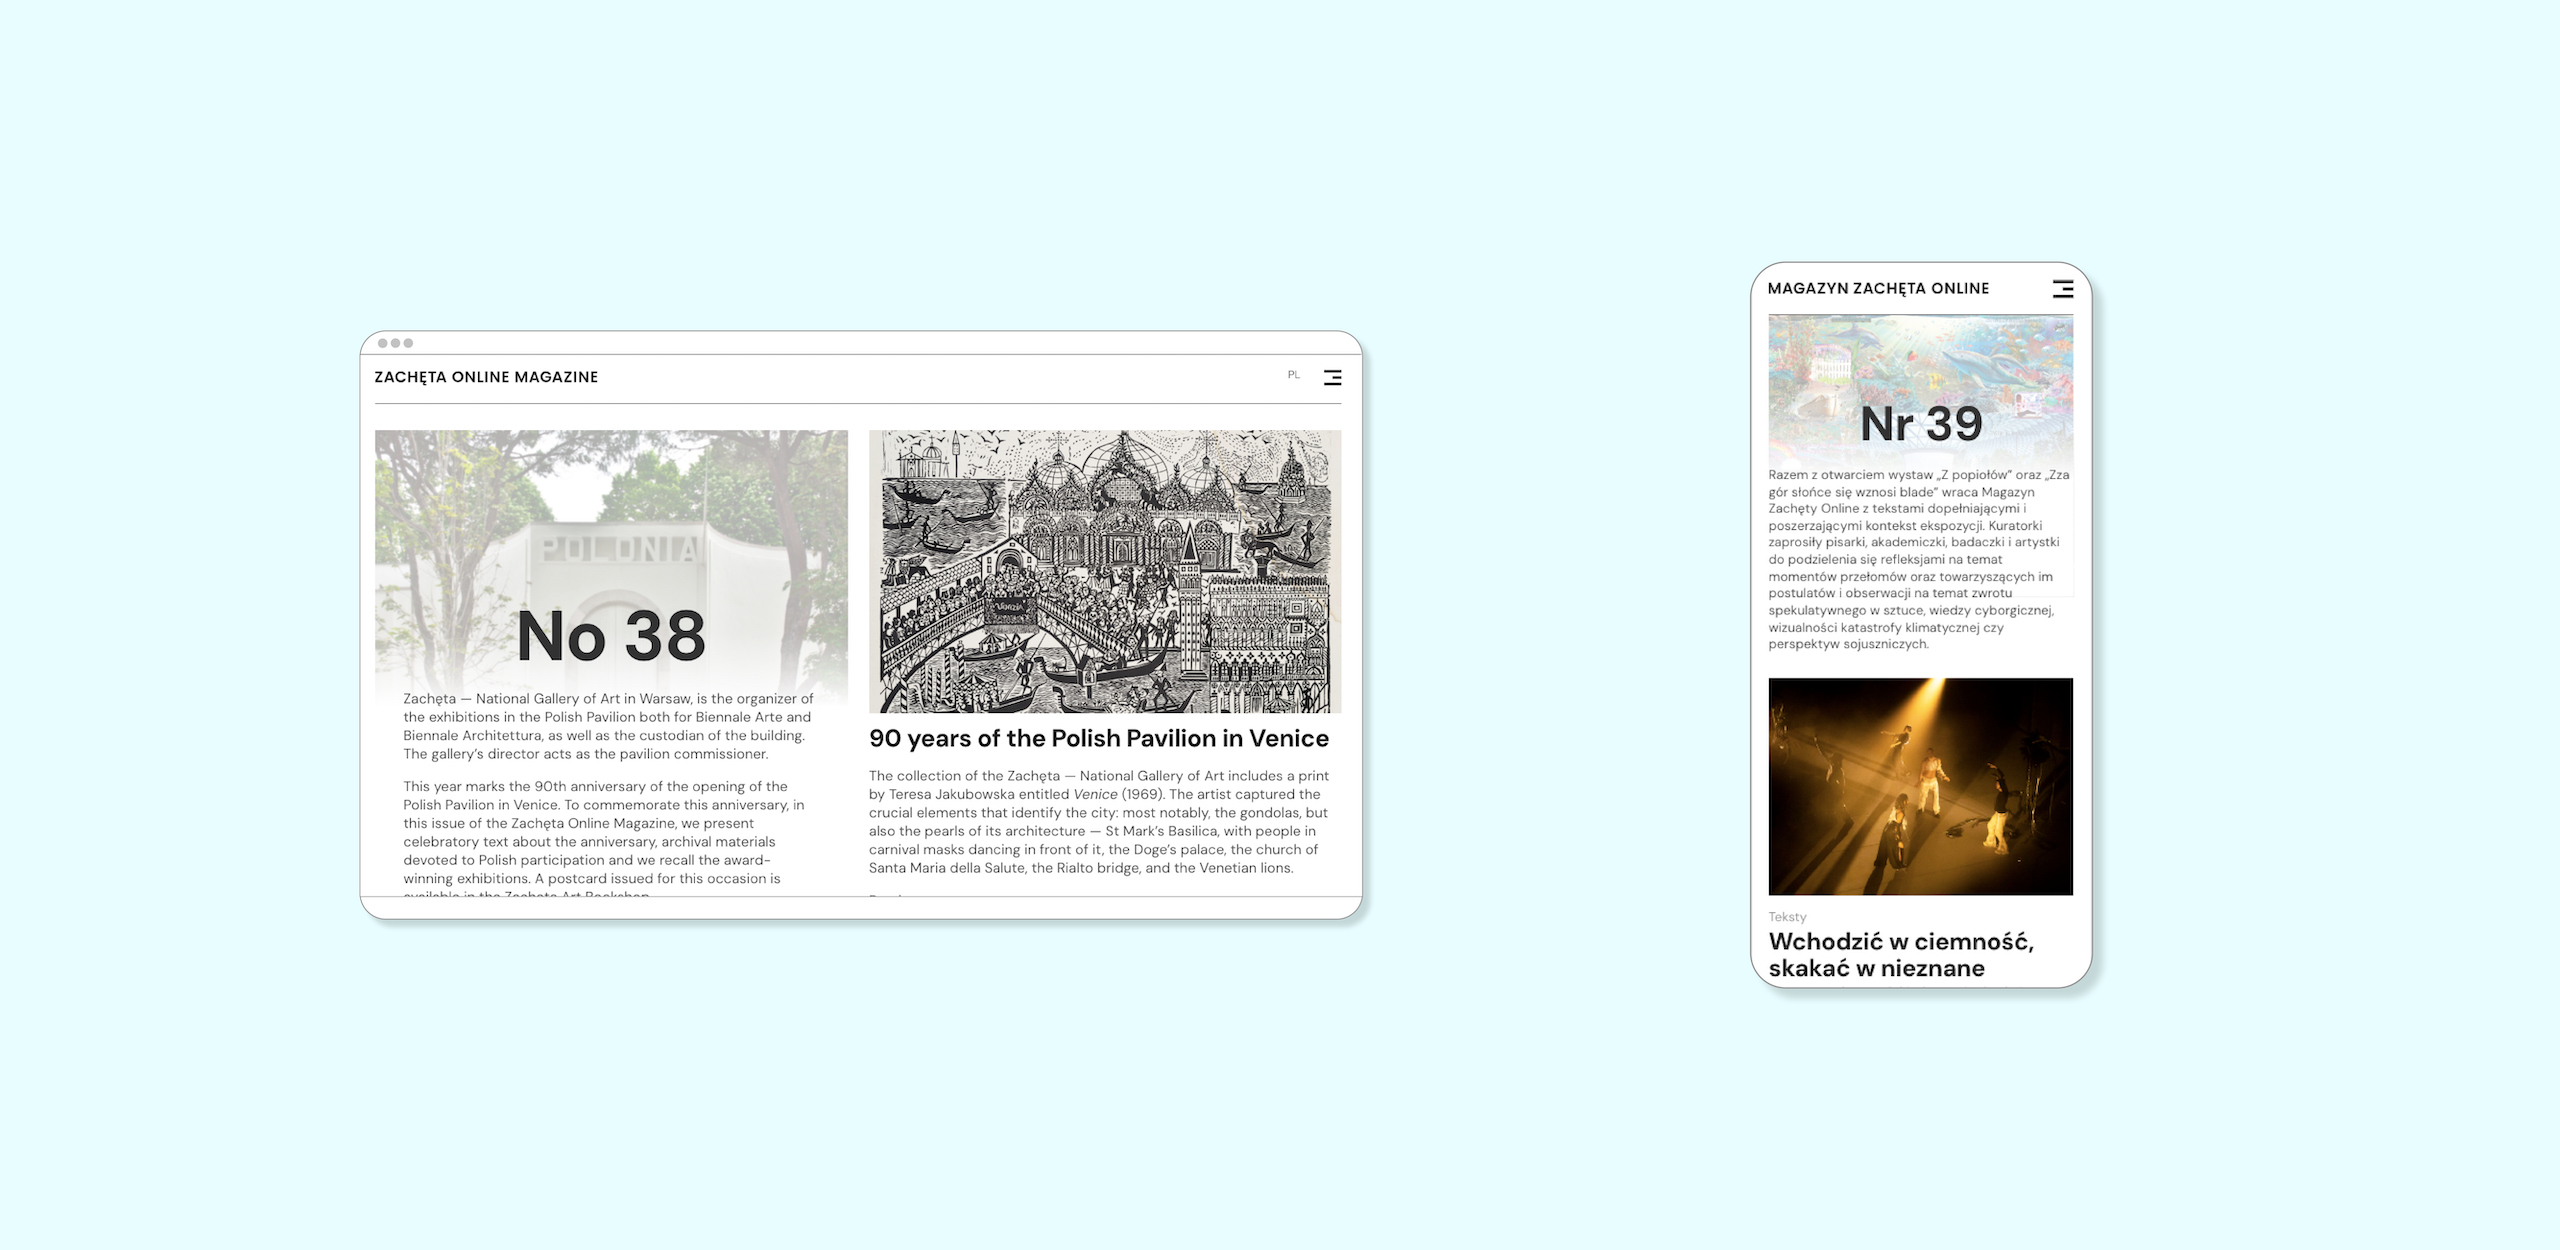 ZACHĘTA ONLINE MAGAZINE
PL
POLONIA
No 38
Zachęta — National Gallery of Art in Warsaw, is the organizer of
the exhibitions in the Polish Pavilion both for Biennale Arte and
Biennale Architettura, as well as the custodian of the building.
The gallery's director acts as the pavilion commissioner.
This year marks the 90th anniversary of the opening of the
Polish Pavilion in Venice. To commemorate this anniversary, in
this issue of the Zachęta Online Magazine, we present
celebratory text about the anniversary, archival materials
devoted to Polish participation and we recall the award-
winning exhibitions. A postcard issued for this occasion is
available in the Zachęta Art Bookshop.
Venezia
90 years of the Polish Pavilion in Venice
The collection of the Zachęta — National Gallery of Art includes a print
by Teresa Jakubowska entitled Venice (1969). The artist captured the
crucial elements that identify the city: most notably, the gondolas, but
also the pearls of its architecture — St Mark's Basilica, with people in
carnival masks dancing in front of it, the Doge's palace, the church of
Santa Maria della Salute, the Rialto bridge, and the Venetian lions.
MAGAZYN ZACHĘTA ONLINE
Nr 39
Razem z otwarciem wystaw „Z popiołów” oraz „Zza
gór słońce się wznosi blade” wraca Magazyn
Zachęty Online z tekstami dopełniającymi i
poszerzającymi kontekst ekspozycji. Kuratorki
zaprosiły pisarki, akademiczki, badaczki i artystki
do podzielenia się refleksjami na temat
momentów przełomów oraz towarzyszących im
postulatów i obserwacji na temat zwrotu
spekulatywnego w sztuce, wiedzy cyborgicznej,
wizualności katastrofy klimatycznej czy
perspektyw sojuszniczych.
Teksty
Wchodzić w ciemność,
skakać w nieznane